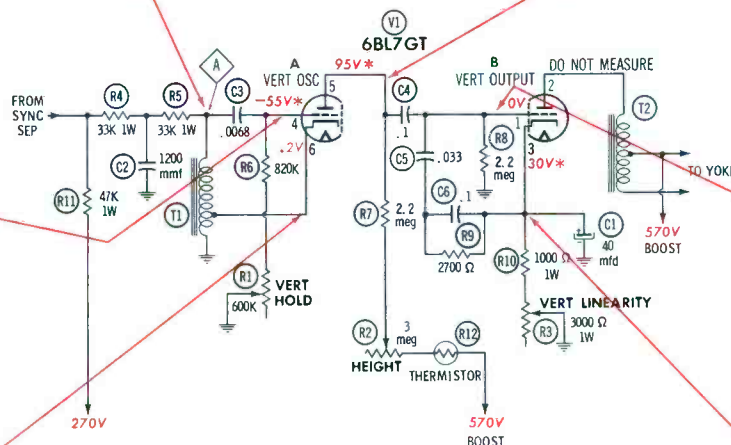 V1
6BL7GT
A
VERT OSC
95V*
B
VERT OUTPUT
DO NOT MEASURE
A
FROM
SYNC
SEP
R4
33K 1W
R5
33K 1W
C3
.0068
-55V*
5
4
6
.2V
C4
.1
0V
2
1
3
30V*
T2
TO YOKE
570V
BOOST
C2
1200
mmf
R11
47K
1W
T1
R6
820K
C5
.033
R8
2.2
meg
C6
.1
R9
2700 Ω
R7
2.2
meg
C1
40
mfd
R10
1000 Ω
1W
R1
VERT
HOLD
600K
VERT LINEARITY
3000 Ω
1W
R3
R2
3
meg
HEIGHT
R12
THERMISTOR
270V
570V
BOOST